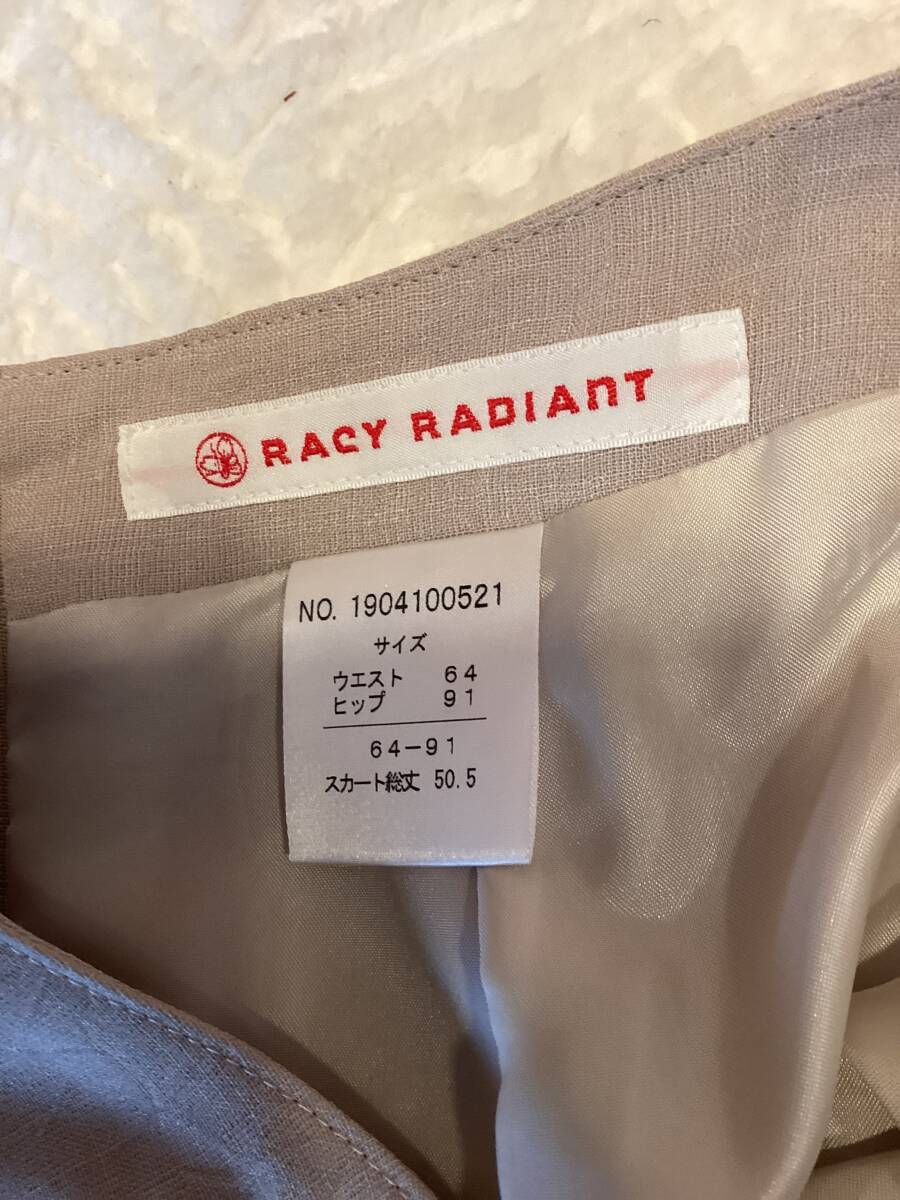 RACY RADIANT
NO. 1904100521
サイズ
ウエスト 64
ヒップ 91
64-91
スカート総丈 50.5